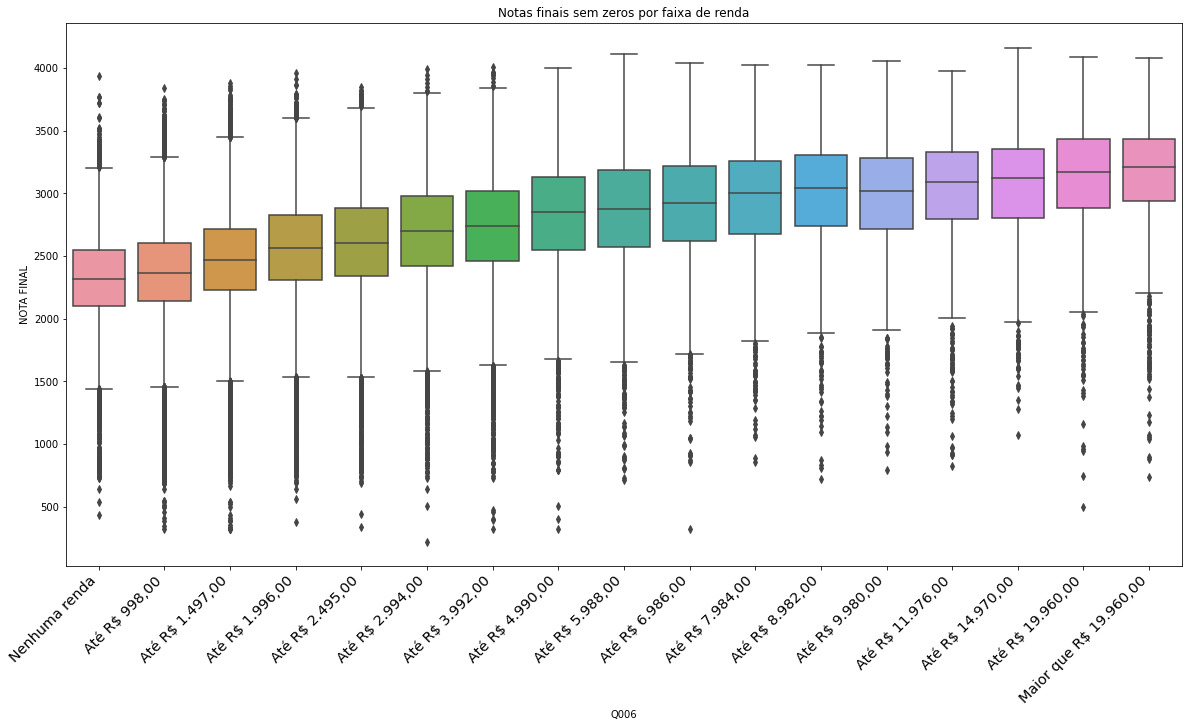 Notas finais sem zeros por faixa de renda
NOTA FINAL
4000
3500
3000
2500
2000
1500
1000
500
Nenhuma renda
Até R$ 998,00
Até R$ 1.497,00
Até R$ 1.996,00
Até R$ 2.495,00
Até R$ 2.994,00
Até R$ 3.992,00
Até R$ 4.990,00
Até R$ 5.988,00
Até R$ 6.986,00
Até R$ 7.984,00
Até R$ 8.982,00
Até R$ 9.980,00
Até R$ 11.976,00
Até R$ 14.970,00
Até R$ 19.960,00
Maior que R$ 19.960,00
Q006